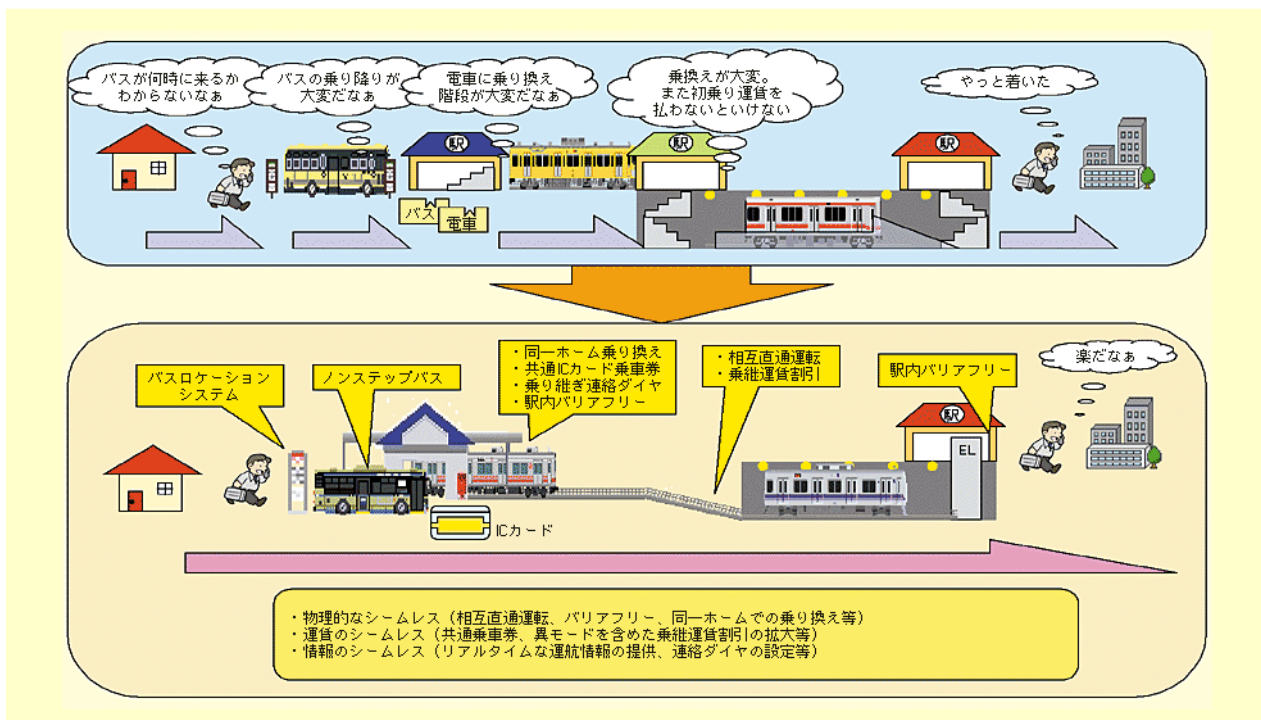 バスが何時に来るか
わからないなぁ
バスの乗り降りが
大変だなぁ
電車に乗り換え
階段が大変だなぁ
乗換えが大変。
また初乗り運賃を
払わないといけない
やっと着いた
駅
駅
駅
バス
電車
バスロケーション
システム
ノンステップバス
・同一ホーム乗り換え
・共通ICカード乗車券
・乗り継ぎ連絡ダイヤ
・駅内バリアフリー
・相互直通運転
・乗継運賃割引
駅内バリアフリー
楽だなぁ
駅
EL
ICカード
・物理的なシームレス（相互直通運転、バリアフリー、同一ホームでの乗り換え等）
・運賃のシームレス（共通乗車券、異モードを含めた乗継運賃割引の拡大等）
・情報のシームレス（リアルタイムな運航情報の提供、連絡ダイヤの設定等）